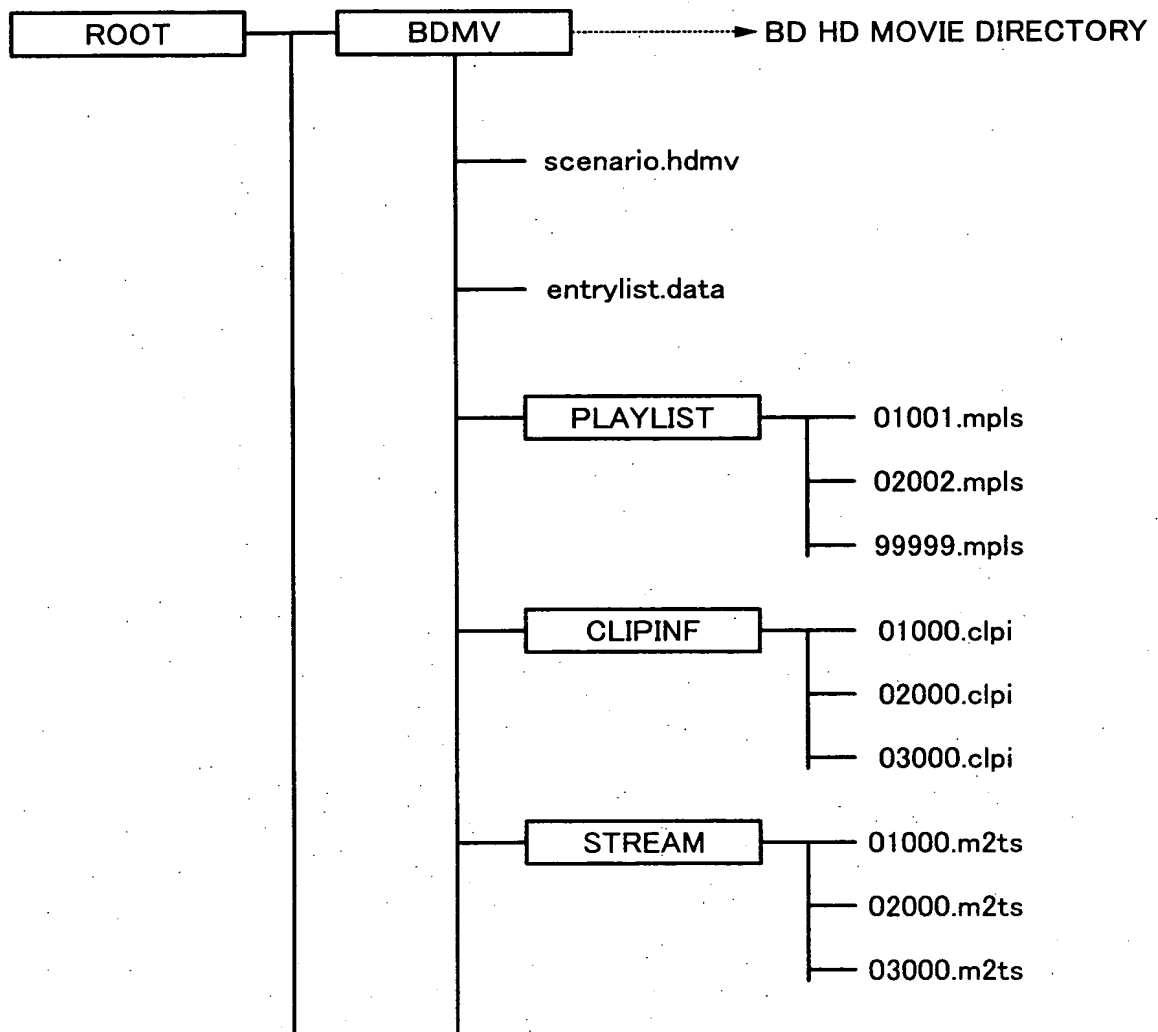 ROOT BDMV BD HD MOVIE DIRECTORY
scenario.hdmv
entrylist.data
PLAYLIST 01001.mpls
02002.mpls
99999.mpls
CLIPINF 01000.clpi
02000.clpi
03000.clpi
STREAM 01000.m2ts
02000.m2ts
03000.m2ts